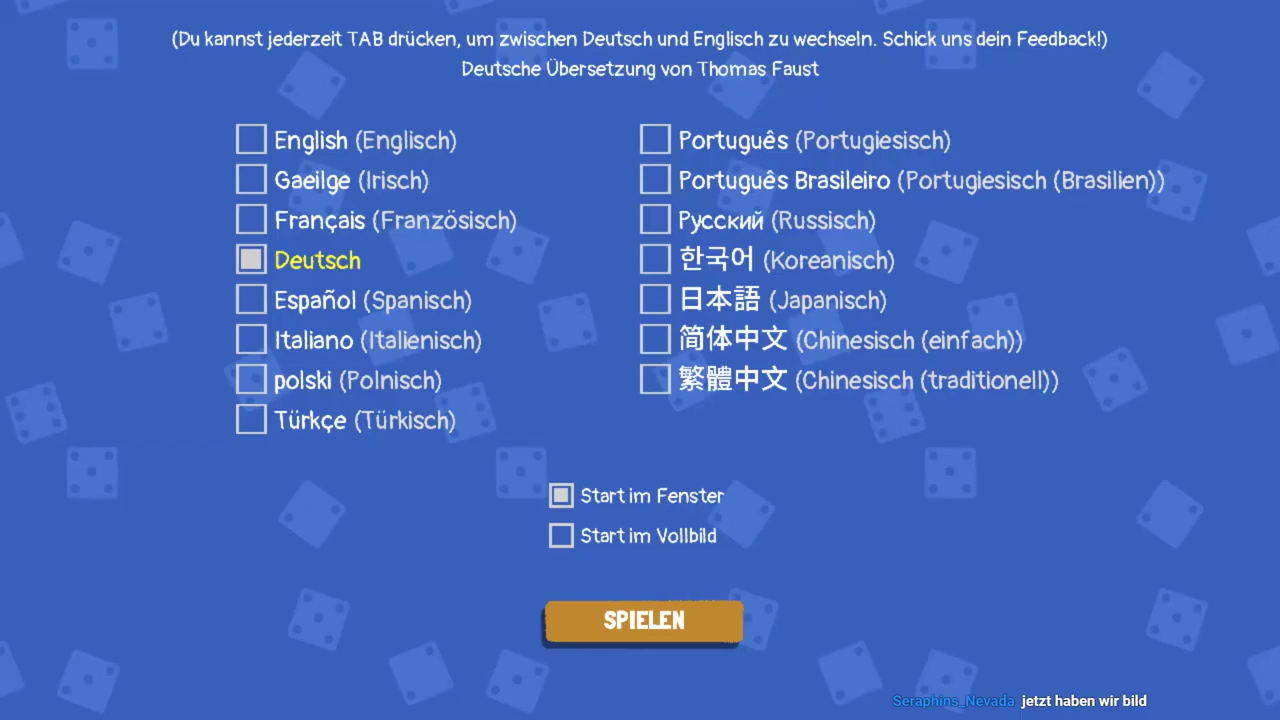 (Du kannst jederzeit TAB drücken, um zwischen Deutsch und Englisch zu wechseln. Schick uns dein Feedback!)
Deutsche Übersetzung von Thomas Faust
English (Englisch)
Gaeilge (Irisch)
Français (Französisch)
Deutsch
Español (Spanisch)
Italiano (Italienisch)
polski (Polnisch)
Türkçe (Türkisch)
Português (Portugiesisch)
Português Brasileiro (Portugiesisch (Brasilien))
Русский (Russisch)
한국어 (Koreanisch)
日本語 (Japanisch)
简体中文 (Chinesisch (einfach))
繁體中文 (Chinesisch (traditionell))
Start im Fenster
Start im Vollbild
SPIELEN
Seraphins_Nevada jetzt haben wir bild